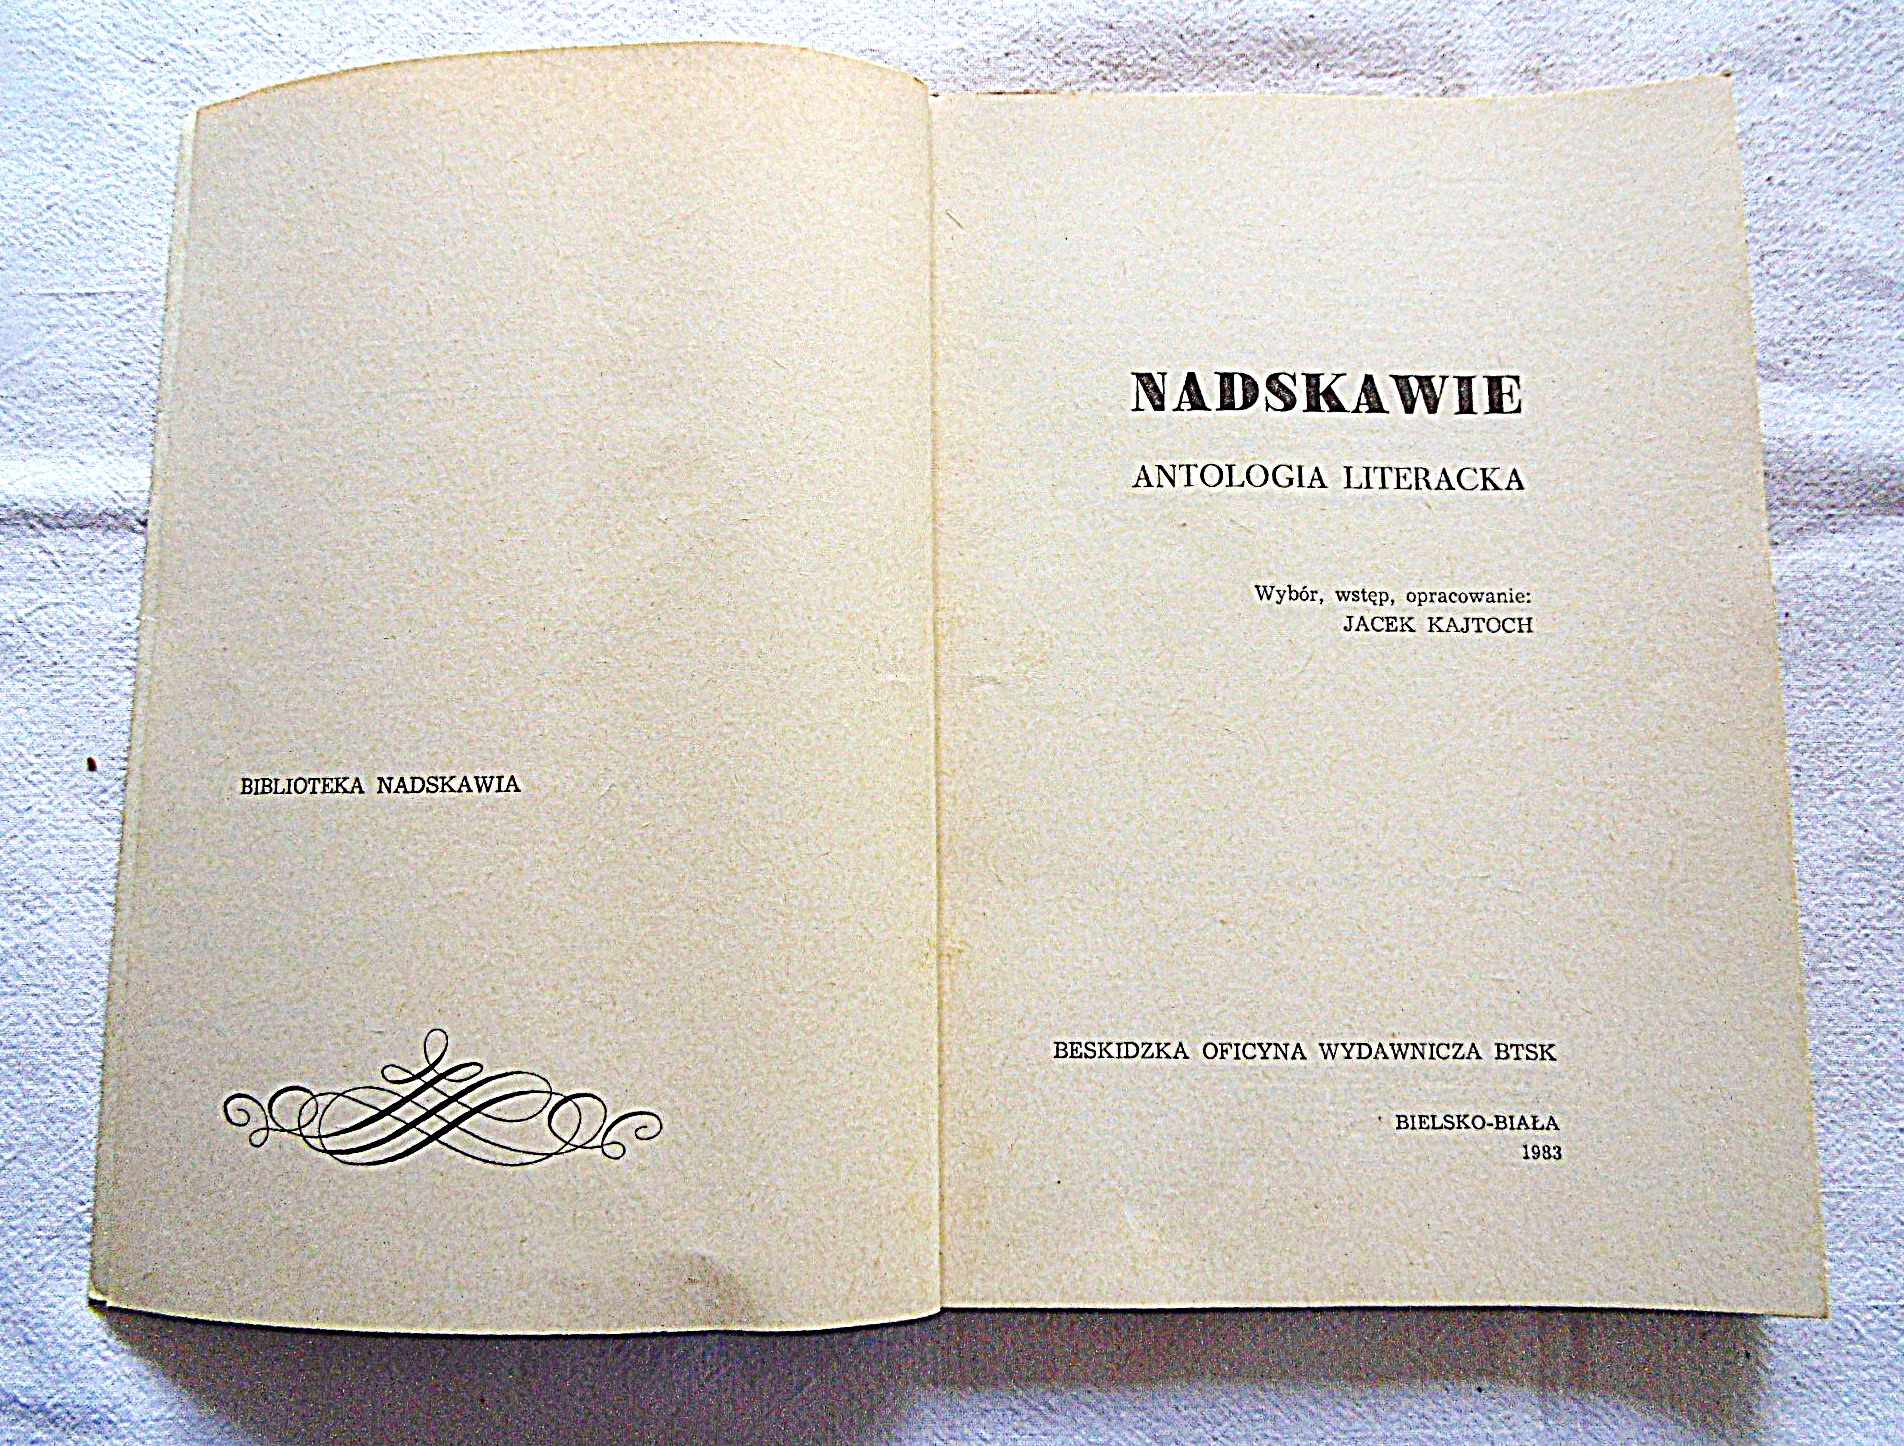 BIBLIOTEKA NADSKAWIA
NADSKAWIE
ANTOLOGIA LITERACKA
Wybór, wstęp, opracowanie:
JACEK KAJTOCH
BESKIDZKA OFICYNA WYDAWNICZA BTSK
BIELSKO-BIAŁA
1983